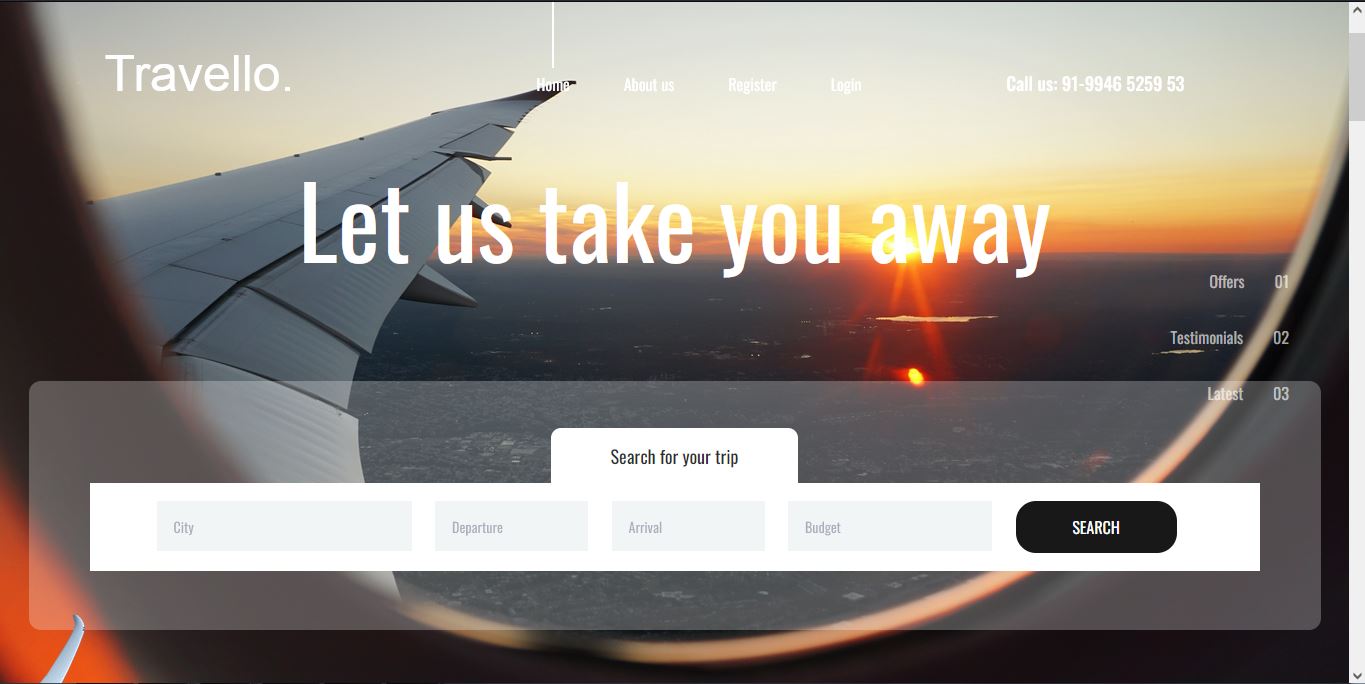 Travello.
Home About us Register Login
Call us: 91-9946 5259 53
Let us take you away
Offers 01
Testimonials 02
Latest 03
Search for your trip
City Departure Arrival Budget SEARCH